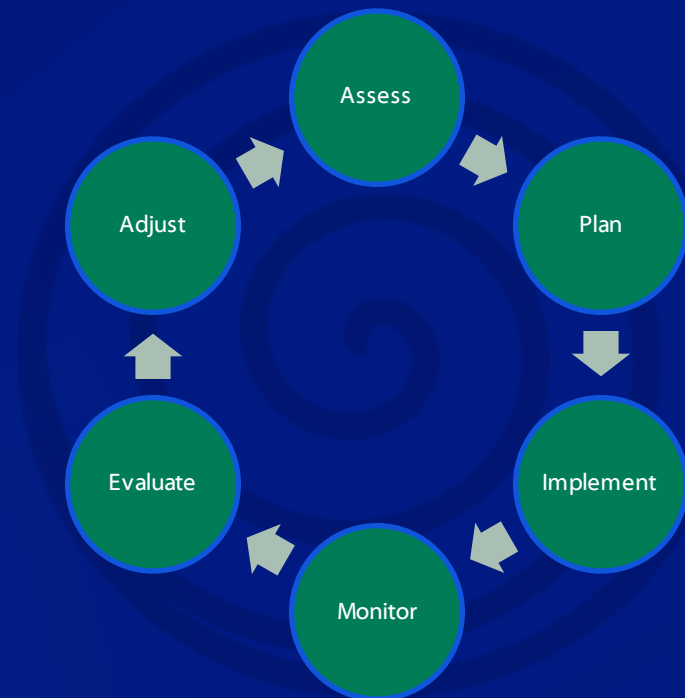 Assess
Plan
Implement
Monitor
Evaluate
Adjust